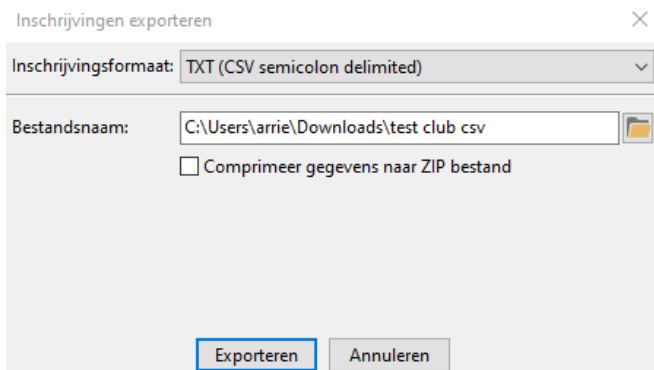 Inschrijvingen exporteren
Inschrijvingsformaat: TXT (CSV semicolon delimited)
Bestandsnaam: C:\Users\arrie\Downloads\test club csv
Comprimeer gegevens naar ZIP bestand
Exporteren Annuleren